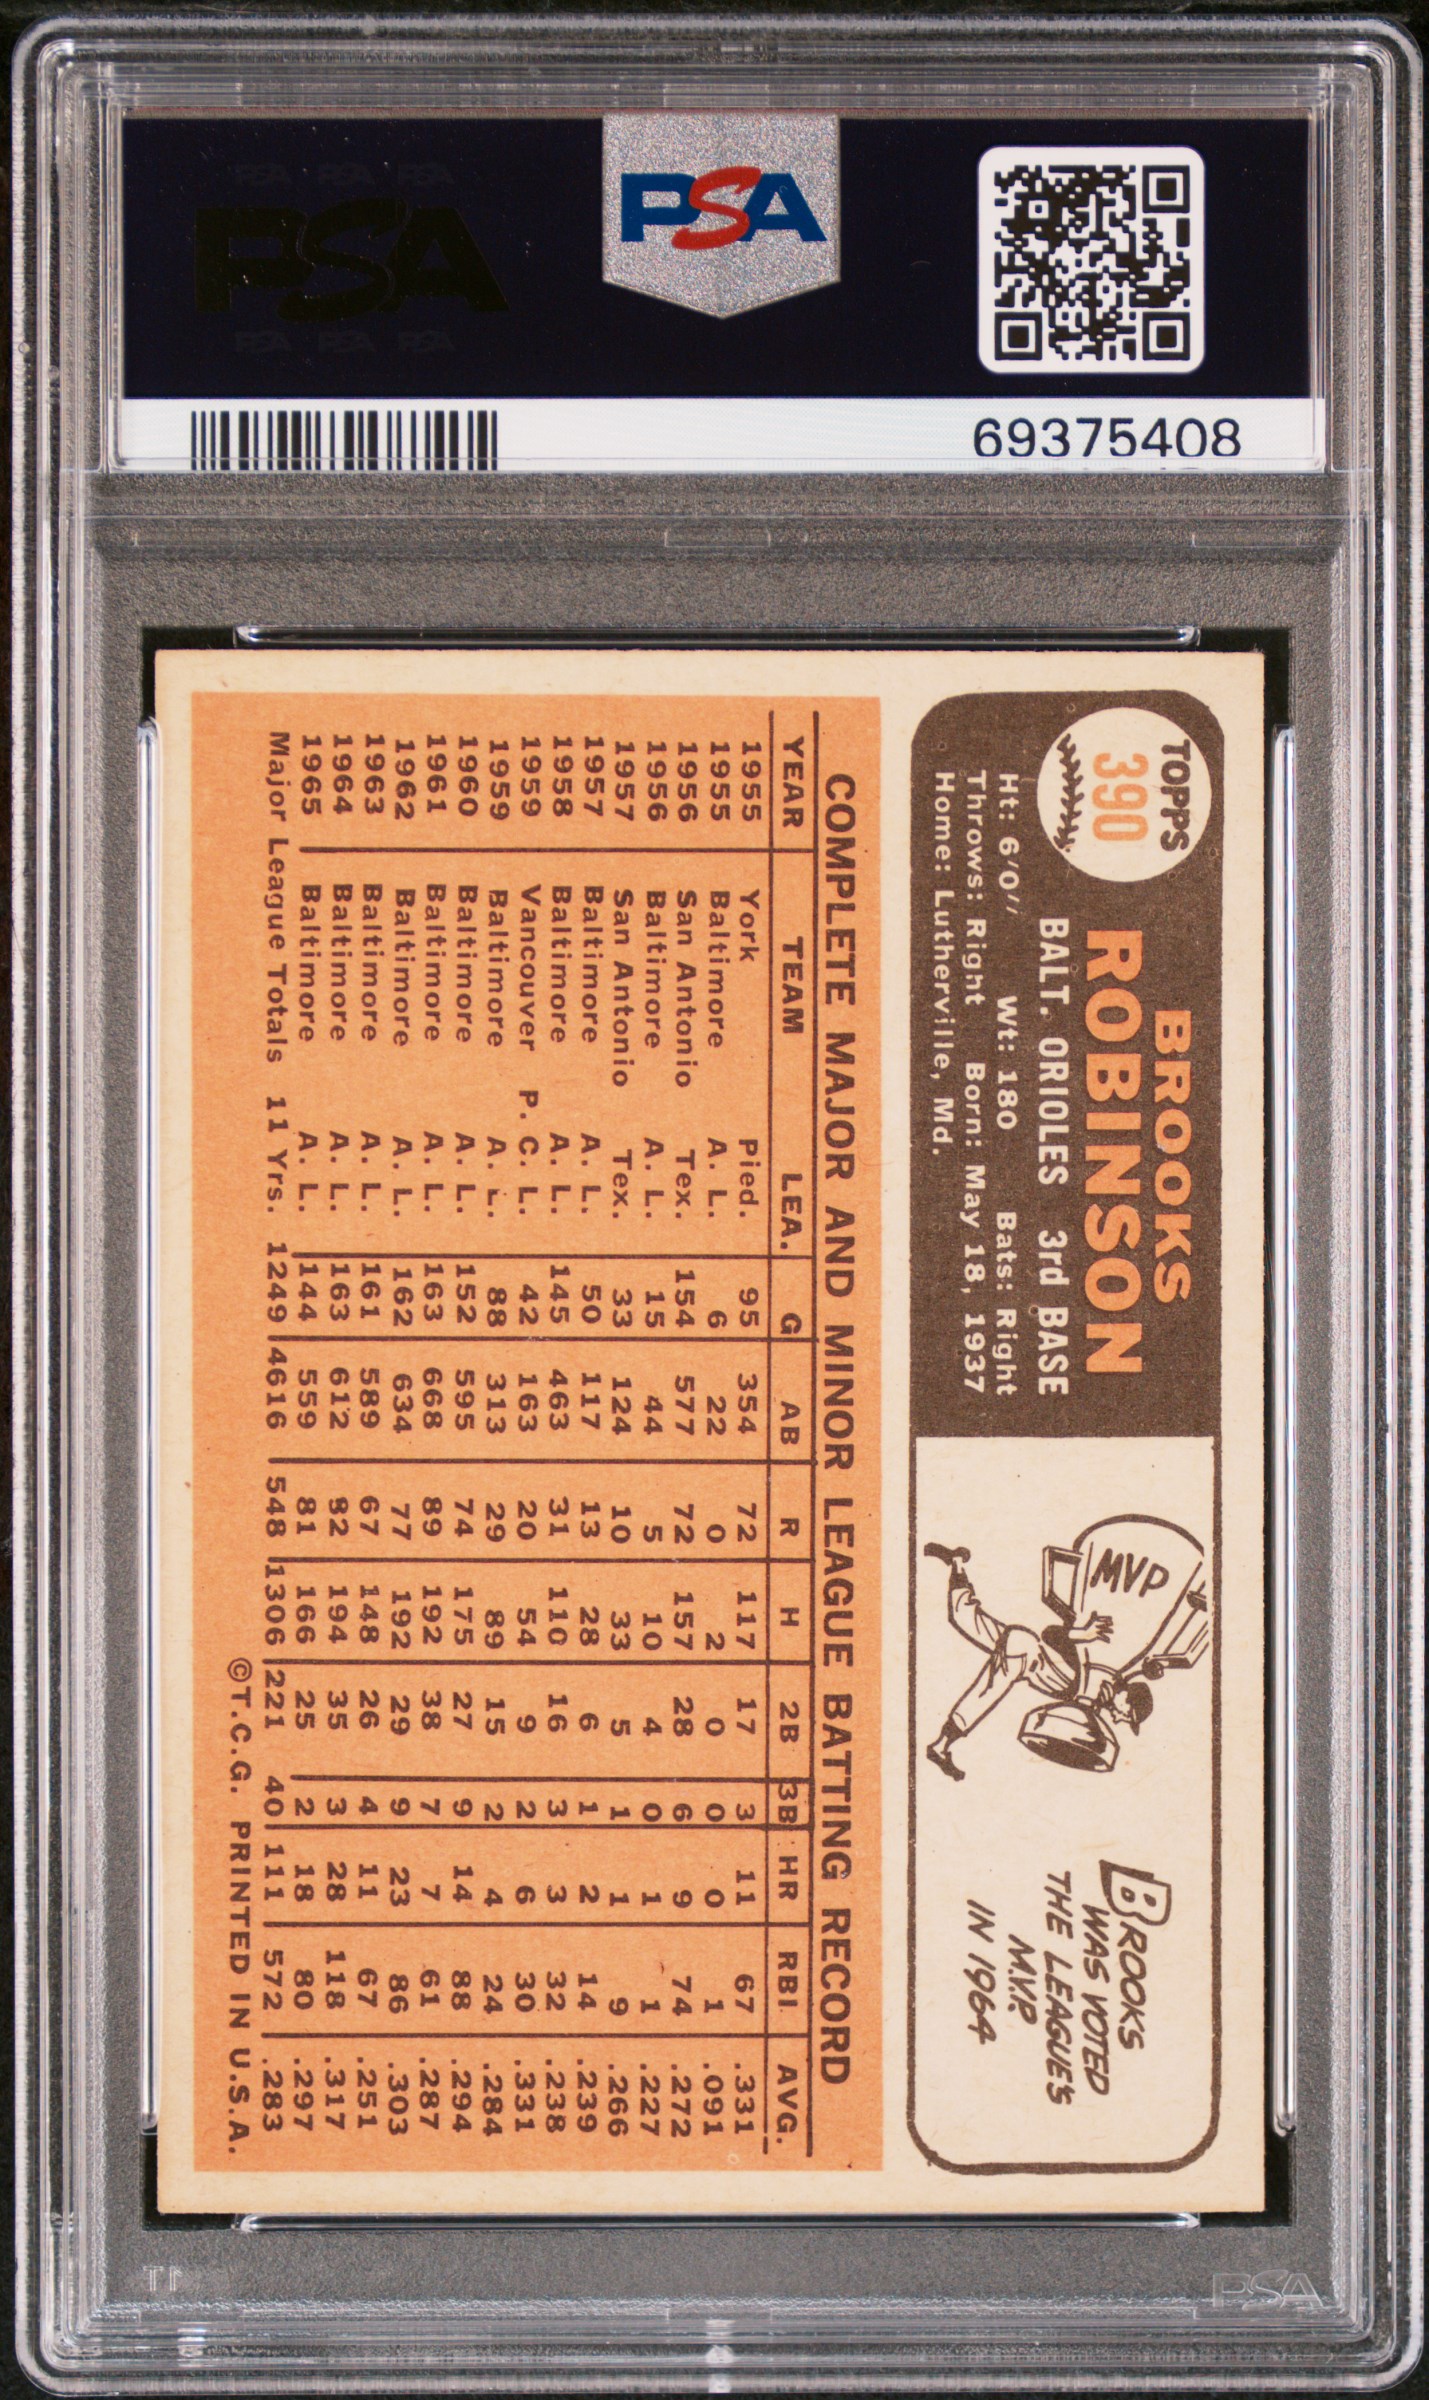 PSA PSA PSA
PSA
PSA PSA PSA
PSA
69375408
TOPPS
390
BROOKS
ROBINSON
BALT. ORIOLES 3rd BASE
Ht: 6'0" Wt: 180 Bats: Right
Throws: Right Born: May 18, 1937
Home: Lutherville, Md.
MVP
BROOKS
WAS VOTED
THE LEAGUE'S
M.V.P.
IN 1964
COMPLETE MAJOR AND MINOR LEAGUE BATTING RECORD
YEAR TEAM LEA. G AB R H 2B 3B HR RBI AVG.
1955 York Pied. 95 354 72 117 17 3 11 67 .331
1955 Baltimore A. L. 6 22 0 2 0 0 0 1 .091
1956 San Antonio Tex. 154 577 72 157 28 6 9 74 .272
1956 Baltimore A. L. 15 44 5 10 4 0 1 1 .227
1957 San Antonio Tex. 33 124 10 33 5 1 1 9 .266
1957 Baltimore A. L. 50 117 13 28 6 1 2 14 .239
1958 Baltimore A. L. 145 463 31 110 16 3 3 32 .238
1959 Vancouver P. C. L. 42 163 20 54 9 2 6 30 .331
1959 Baltimore A. L. 88 313 29 89 15 2 4 24 .284
1960 Baltimore A. L. 152 595 74 175 27 9 14 88 .294
1961 Baltimore A. L. 163 668 89 192 38 7 7 61 .287
1962 Baltimore A. L. 162 634 77 192 29 9 23 86 .303
1963 Baltimore A. L. 161 589 67 148 26 4 11 67 .251
1964 Baltimore A. L. 163 612 82 194 35 3 28 118 .317
1965 Baltimore A. L. 144 559 81 166 25 2 18 80 .297
Major League Totals 11 Yrs. 1249 4616 548 1306 221 40 111 572 .283
©T.C.G. PRINTED IN U.S.A.
PSA